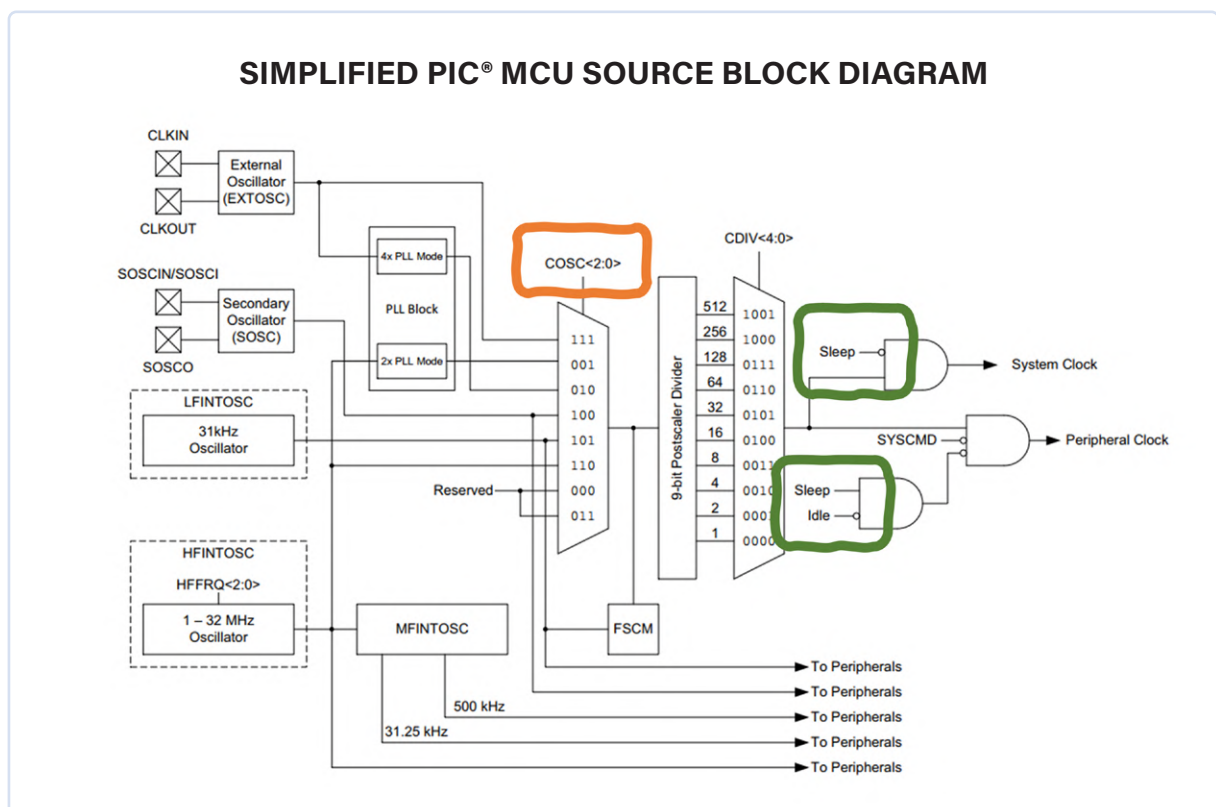 SIMPLIFIED PIC® MCU SOURCE BLOCK DIAGRAM
CLKIN
External
Oscillator
(EXTOSC)
CLKOUT
SOSCIN/SOSCI
Secondary
Oscillator
(SOSC)
SOSCO
LFINTOSC
31kHz
Oscillator
HFINTOSC
HFFRQ<2:0>
1 – 32 MHz
Oscillator
4x PLL Mode
PLL Block
2x PLL Mode
Reserved
MFINTOSC
500 kHz
31.25 kHz
COSC<2:0>
111
001
010
100
101
110
000
011
FSCM
9-bit Postscaler Divider
512
256
128
64
32
16
8
4
2
1
CDIV<4:0>
1001
1000
0111
0110
0101
0100
0011
0010
0001
0000
Sleep
System Clock
SYSCMD
Peripheral Clock
Sleep
Idle
To Peripherals
To Peripherals
To Peripherals
To Peripherals
To Peripherals